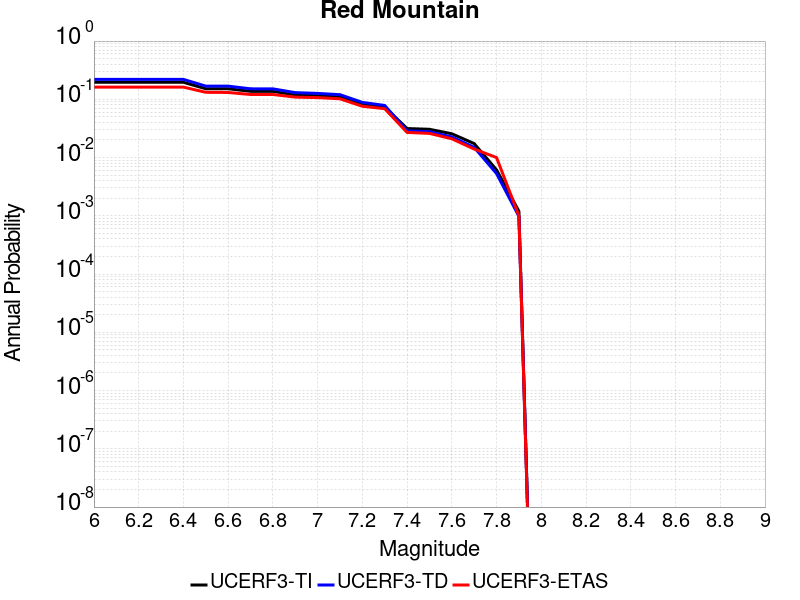 Red Mountain
10^0
10^-1
10^-2
10^-3
10^-4
10^-5
10^-6
10^-7
10^-8
Annual Probability
6 6.2 6.4 6.6 6.8 7 7.2 7.4 7.6 7.8 8 8.2 8.4 8.6 8.8 9
Magnitude
UCERF3-TI UCERF3-TD UCERF3-ETAS